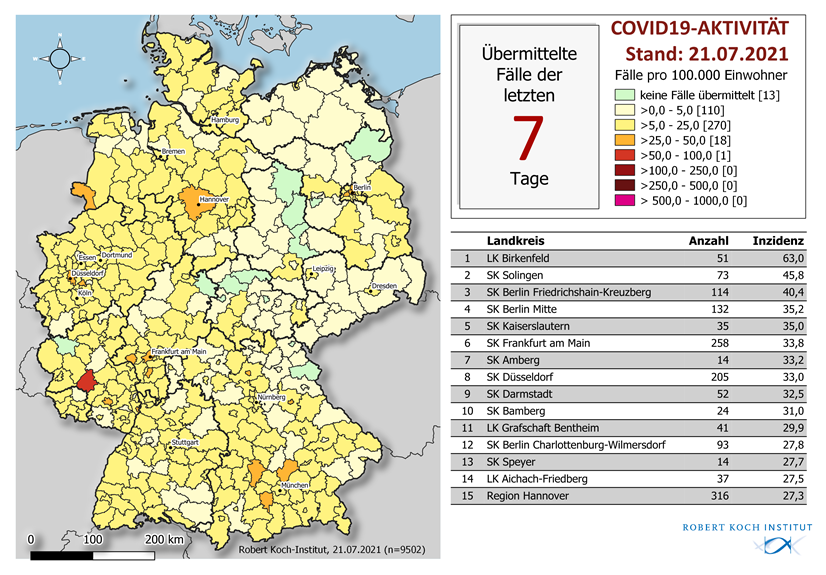 COVID19-AKTIVITÄT
Stand: 21.07.2021
Übermittelte
Fälle der
letzten
7
Tage
Fälle pro 100.000 Einwohner
keine Fälle übermittelt [13]
>0,0 - 5,0 [110]
>5,0 - 25,0 [270]
>25,0 - 50,0 [18]
>50,0 - 100,0 [1]
>100,0 - 250,0 [0]
>250,0 - 500,0 [0]
> 500,0 - 1000,0 [0]
Hamburg
Bremen
Berlin
Hannover
Essen
Dortmund
Düsseldorf
Köln
Leipzig
Dresden
Frankfurt am Main
Nürnberg
Stuttgart
München
0 100 200 km
Robert Koch-Institut, 21.07.2021 (n=9502)
Landkreis Anzahl Inzidenz
1 LK Birkenfeld 51 63,0
2 SK Solingen 73 45,8
3 SK Berlin Friedrichshain-Kreuzberg 114 40,4
4 SK Berlin Mitte 132 35,2
5 SK Kaiserslautern 35 35,0
6 SK Frankfurt am Main 258 33,8
7 SK Amberg 14 33,2
8 SK Düsseldorf 205 33,0
9 SK Darmstadt 52 32,5
10 SK Bamberg 24 31,0
11 LK Grafschaft Bentheim 41 29,9
12 SK Berlin Charlottenburg-Wilmersdorf 93 27,8
13 SK Speyer 14 27,7
14 LK Aichach-Friedberg 37 27,5
15 Region Hannover 316 27,3
ROBERT KOCH INSTITUT